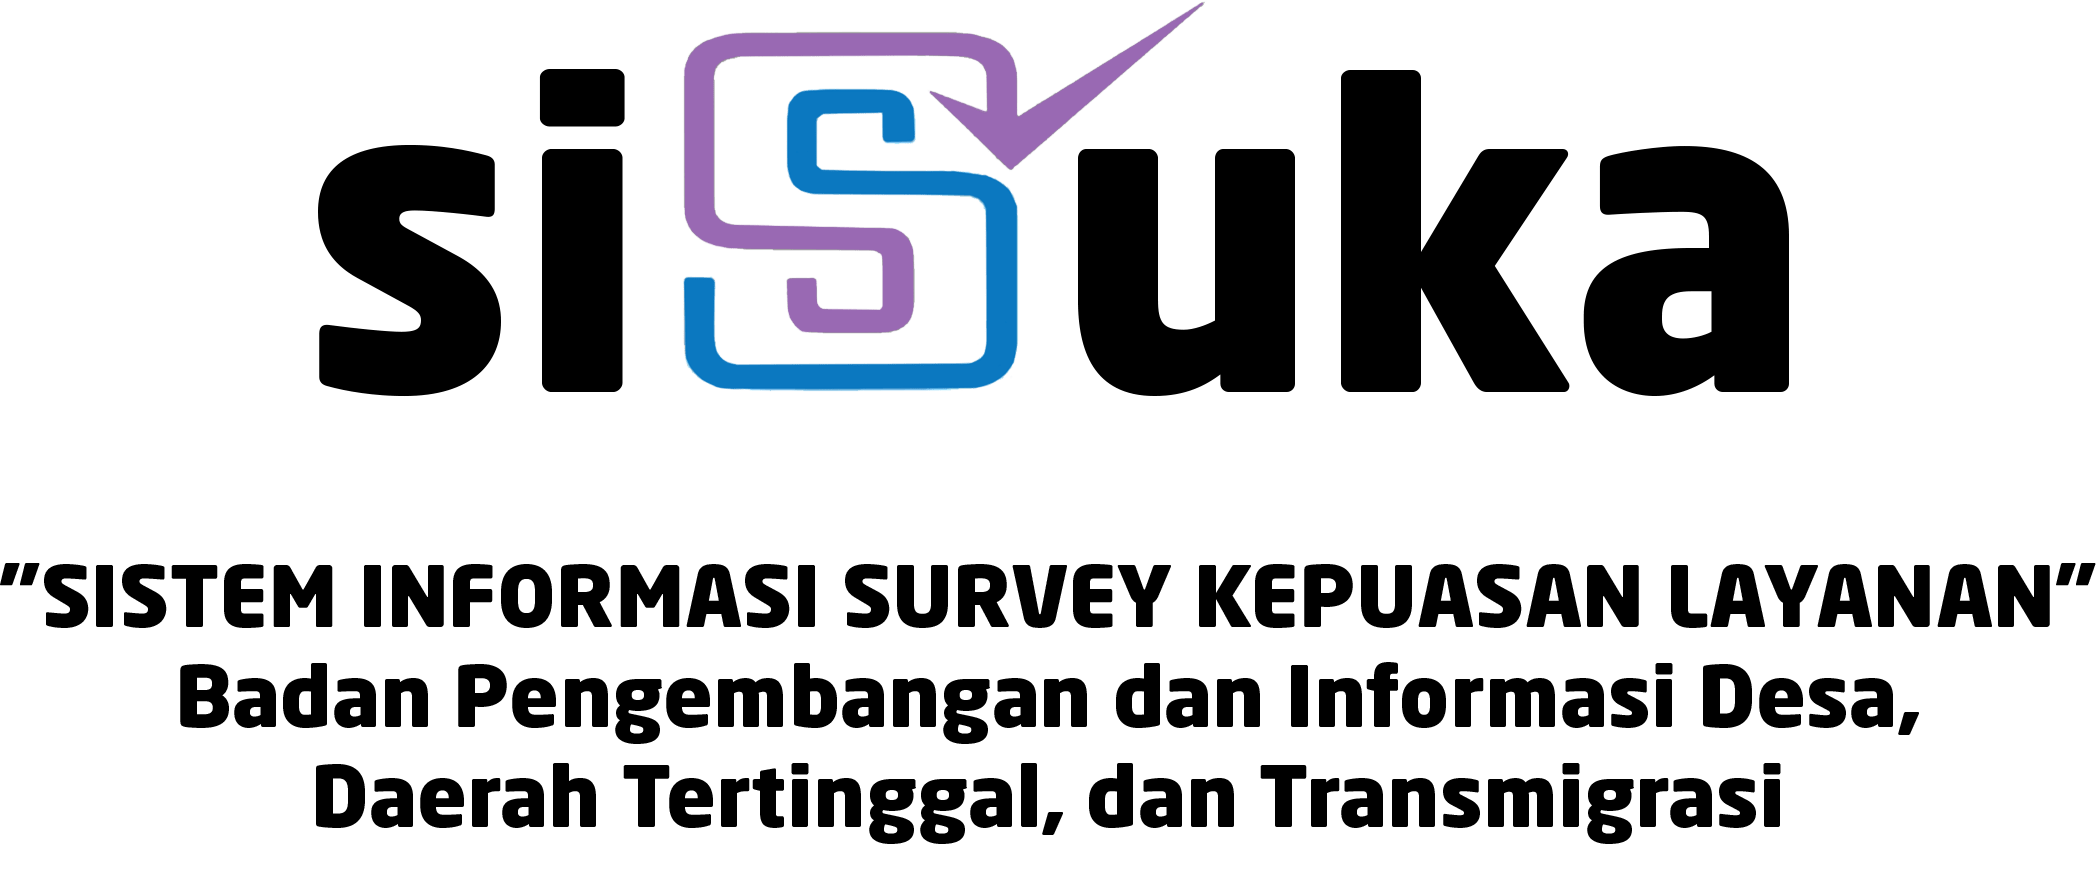 siSuka
"SISTEM INFORMASI SURVEY KEPUASAN LAYANAN"
Badan Pengembangan dan Informasi Desa,
Daerah Tertinggal, dan Transmigrasi